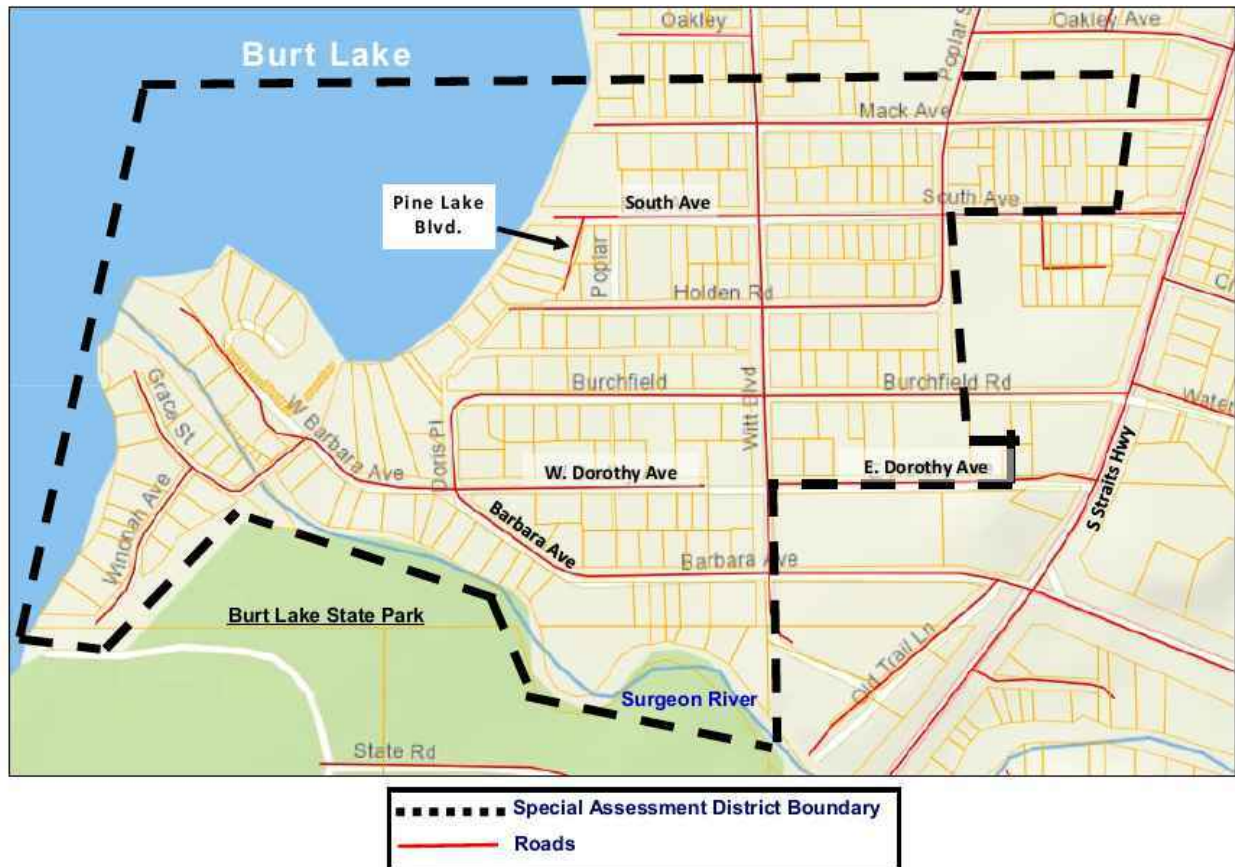 Oakley
Poplar S
Oakley Ave
Burt Lake
Mack Ave
Pine Lake
Blvd.
South Ave
South Ave
Poplar
Holden Rd
Grace St
W Barbara Ave
Doris Pl
Burchfield
Witt Blvd
Burchfield Rd
Water
C/
W. Dorothy Ave
E. Dorothy Ave
S Straits Hwy
Winonah Ave
Barbara Ave
Barbara Ave
Burt Lake State Park
Old Trail Ln
Surgeon River
State Rd
Special Assessment District Boundary
Roads